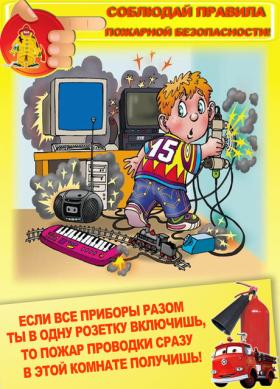 СОБЛЮДАЙ ПРАВИЛА
ПОЖАРНОЙ БЕЗОПАСНОСТИ!
15
ЕСЛИ ВСЕ ПРИБОРЫ РАЗОМ
ТЫ В ОДНУ РОЗЕТКУ ВКЛЮЧИШЬ,
ТО ПОЖАР ПРОВОДКИ СРАЗУ
В ЭТОЙ КОМНАТЕ ПОЛУЧИШЬ!